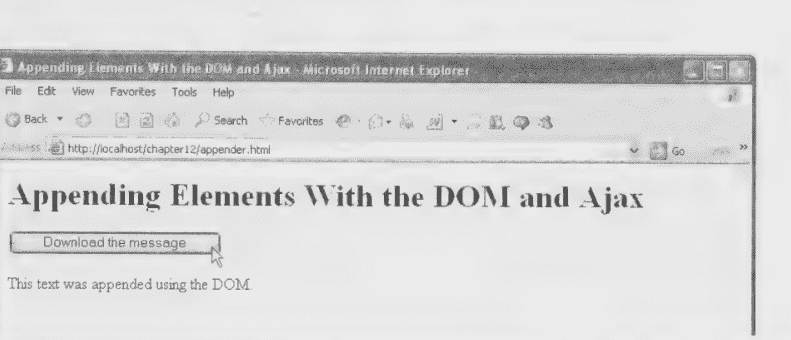 Appending Elements With the DOM and Ajax - Microsoft Internet Explorer
File Edit View Favorites Tools Help
Back Search Favorites
Address http://localhost/chapter12/appender.html Go »
Appending Elements With the DOM and Ajax
Download the message
This text was appended using the DOM.